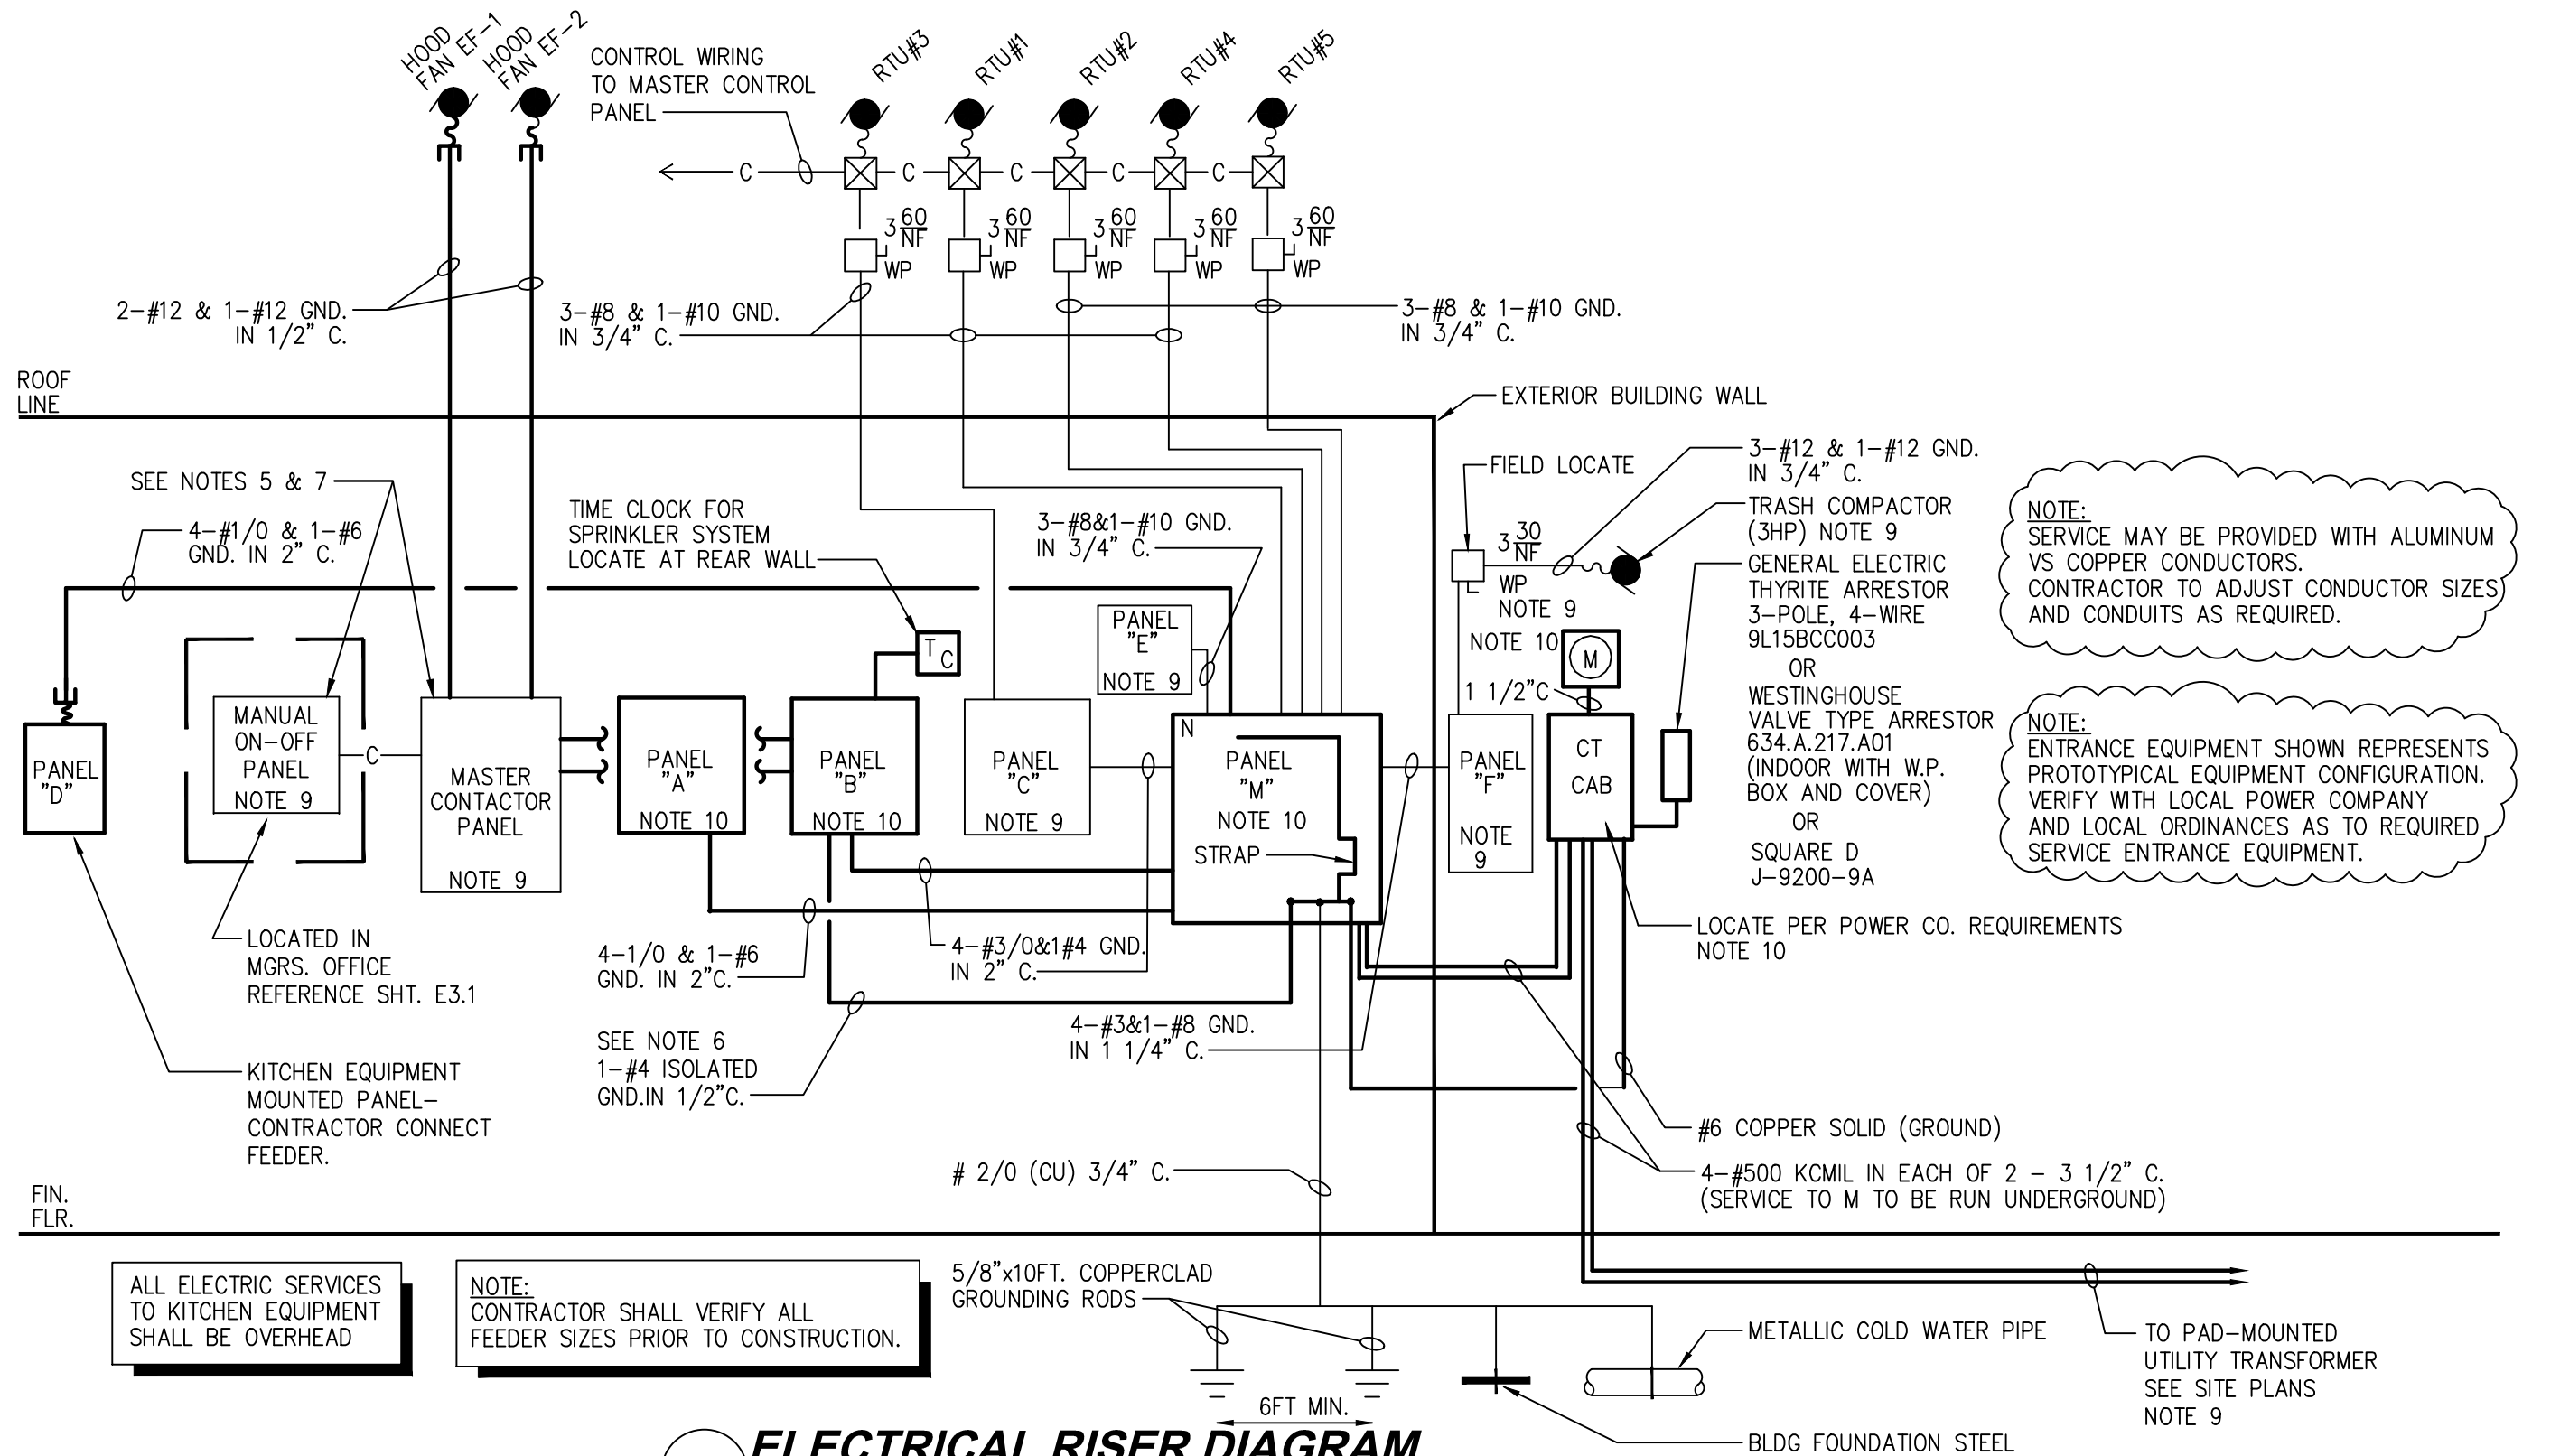 HOOD
FAN EF-1
HOOD
FAN EF-2
CONTROL WIRING
TO MASTER CONTROL
PANEL
RTU#3
RTU#1
RTU#2
RTU#4
RTU#5
C
C
C
C
C
3 60
NF
WP
3 60
NF
WP
3 60
NF
WP
3 60
NF
WP
3 60
NF
WP
2-#12 & 1-#12 GND.
IN 1/2" C.
3-#8 & 1-#10 GND.
IN 3/4" C.
3-#8 & 1-#10 GND.
IN 3/4" C.
ROOF
LINE
EXTERIOR BUILDING WALL
SEE NOTES 5 & 7
4-#1/0 & 1-#6
GND. IN 2" C.
TIME CLOCK FOR
SPRINKLER SYSTEM
LOCATE AT REAR WALL
3-#8&1-#10 GND.
IN 3/4" C.
FIELD LOCATE
3 30
NF
WP
NOTE 9
3-#12 & 1-#12 GND.
IN 3/4" C.
TRASH COMPACTOR
(3HP) NOTE 9
GENERAL ELECTRIC
THYRITE ARRESTOR
3-POLE, 4-WIRE
9L15BCC003
OR
WESTINGHOUSE
VALVE TYPE ARRESTOR
634.A.217.A01
(INDOOR WITH W.P.
BOX AND COVER)
OR
SQUARE D
J-9200-9A
NOTE:
SERVICE MAY BE PROVIDED WITH ALUMINUM
VS COPPER CONDUCTORS.
CONTRACTOR TO ADJUST CONDUCTOR SIZES
AND CONDUITS AS REQUIRED.
NOTE:
ENTRANCE EQUIPMENT SHOWN REPRESENTS
PROTOTYPICAL EQUIPMENT CONFIGURATION.
VERIFY WITH LOCAL POWER COMPANY
AND LOCAL ORDINANCES AS TO REQUIRED
SERVICE ENTRANCE EQUIPMENT.
PANEL
"D"
MANUAL
ON-OFF
PANEL
NOTE 9
C
MASTER
CONTACTOR
PANEL
NOTE 9
PANEL
"A"
NOTE 10
PANEL
"B"
NOTE 10
T C
PANEL
"C"
NOTE 9
PANEL
"E"
NOTE 9
N
PANEL
"M"
NOTE 10
STRAP
PANEL
"F"
NOTE
9
NOTE 10
M
1 1/2"C
CT
CAB
LOCATE PER POWER CO. REQUIREMENTS
NOTE 10
LOCATED IN
MGRS. OFFICE
REFERENCE SHT. E3.1
4-1/0 & 1-#6
GND. IN 2"C.
4-#3/0&1#4 GND.
IN 2" C.
4-#3&1-#8 GND.
IN 1 1/4" C.
SEE NOTE 6
1-#4 ISOLATED
GND.IN 1/2"C.
KITCHEN EQUIPMENT
MOUNTED PANEL-
CONTRACTOR CONNECT
FEEDER.
#6 COPPER SOLID (GROUND)
4-#500 KCMIL IN EACH OF 2 - 3 1/2" C.
(SERVICE TO M TO BE RUN UNDERGROUND)
# 2/0 (CU) 3/4" C.
FIN.
FLR.
ALL ELECTRIC SERVICES
TO KITCHEN EQUIPMENT
SHALL BE OVERHEAD
NOTE:
CONTRACTOR SHALL VERIFY ALL
FEEDER SIZES PRIOR TO CONSTRUCTION.
5/8"x10FT. COPPERCLAD
GROUNDING RODS
6FT MIN.
METALLIC COLD WATER PIPE
BLDG FOUNDATION STEEL
TO PAD-MOUNTED
UTILITY TRANSFORMER
SEE SITE PLANS
NOTE 9
ELECTRICAL RISER DIAGRAM